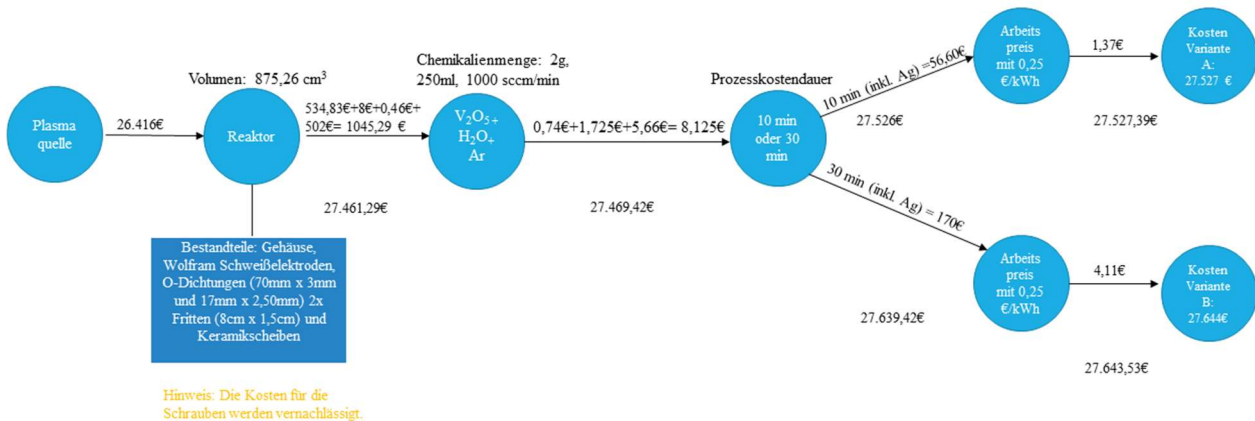 Plasma
quelle
26.416€
Volumen: 875,26 cm³
Reaktor
534,83€+8€+0,46€+
502€= 1045,29 €
27.461,29€
Bestandteile: Gehäuse,
Wolfram Schweißelektroden,
O-Dichtungen (70mm x 3mm
und 17mm x 2,50mm) 2x
Fritten (8cm x 1,5cm) und
Keramikscheiben
Hinweis: Die Kosten für die
Schrauben werden vernachlässigt.
Chemikalienmenge: 2g,
250ml, 1000 sccm/min
V₂O₅+
H₂O+
Ar
0,74€+1,725€+5,66€= 8,125€
27.469,42€
Prozesskostendauer
10 min
oder 30
min
10 min (inkl. Ag) =56,60€
27.526€
Arbeits
preis
mit 0,25
€/kWh
1,37€
27.527,39€
Kosten
Variante
A:
27.527 €
30 min (inkl. Ag) = 170€
27.639,42€
Arbeits
preis
mit 0,25
€/kWh
4,11€
27.643,53€
Kosten
Variante
B:
27.644€